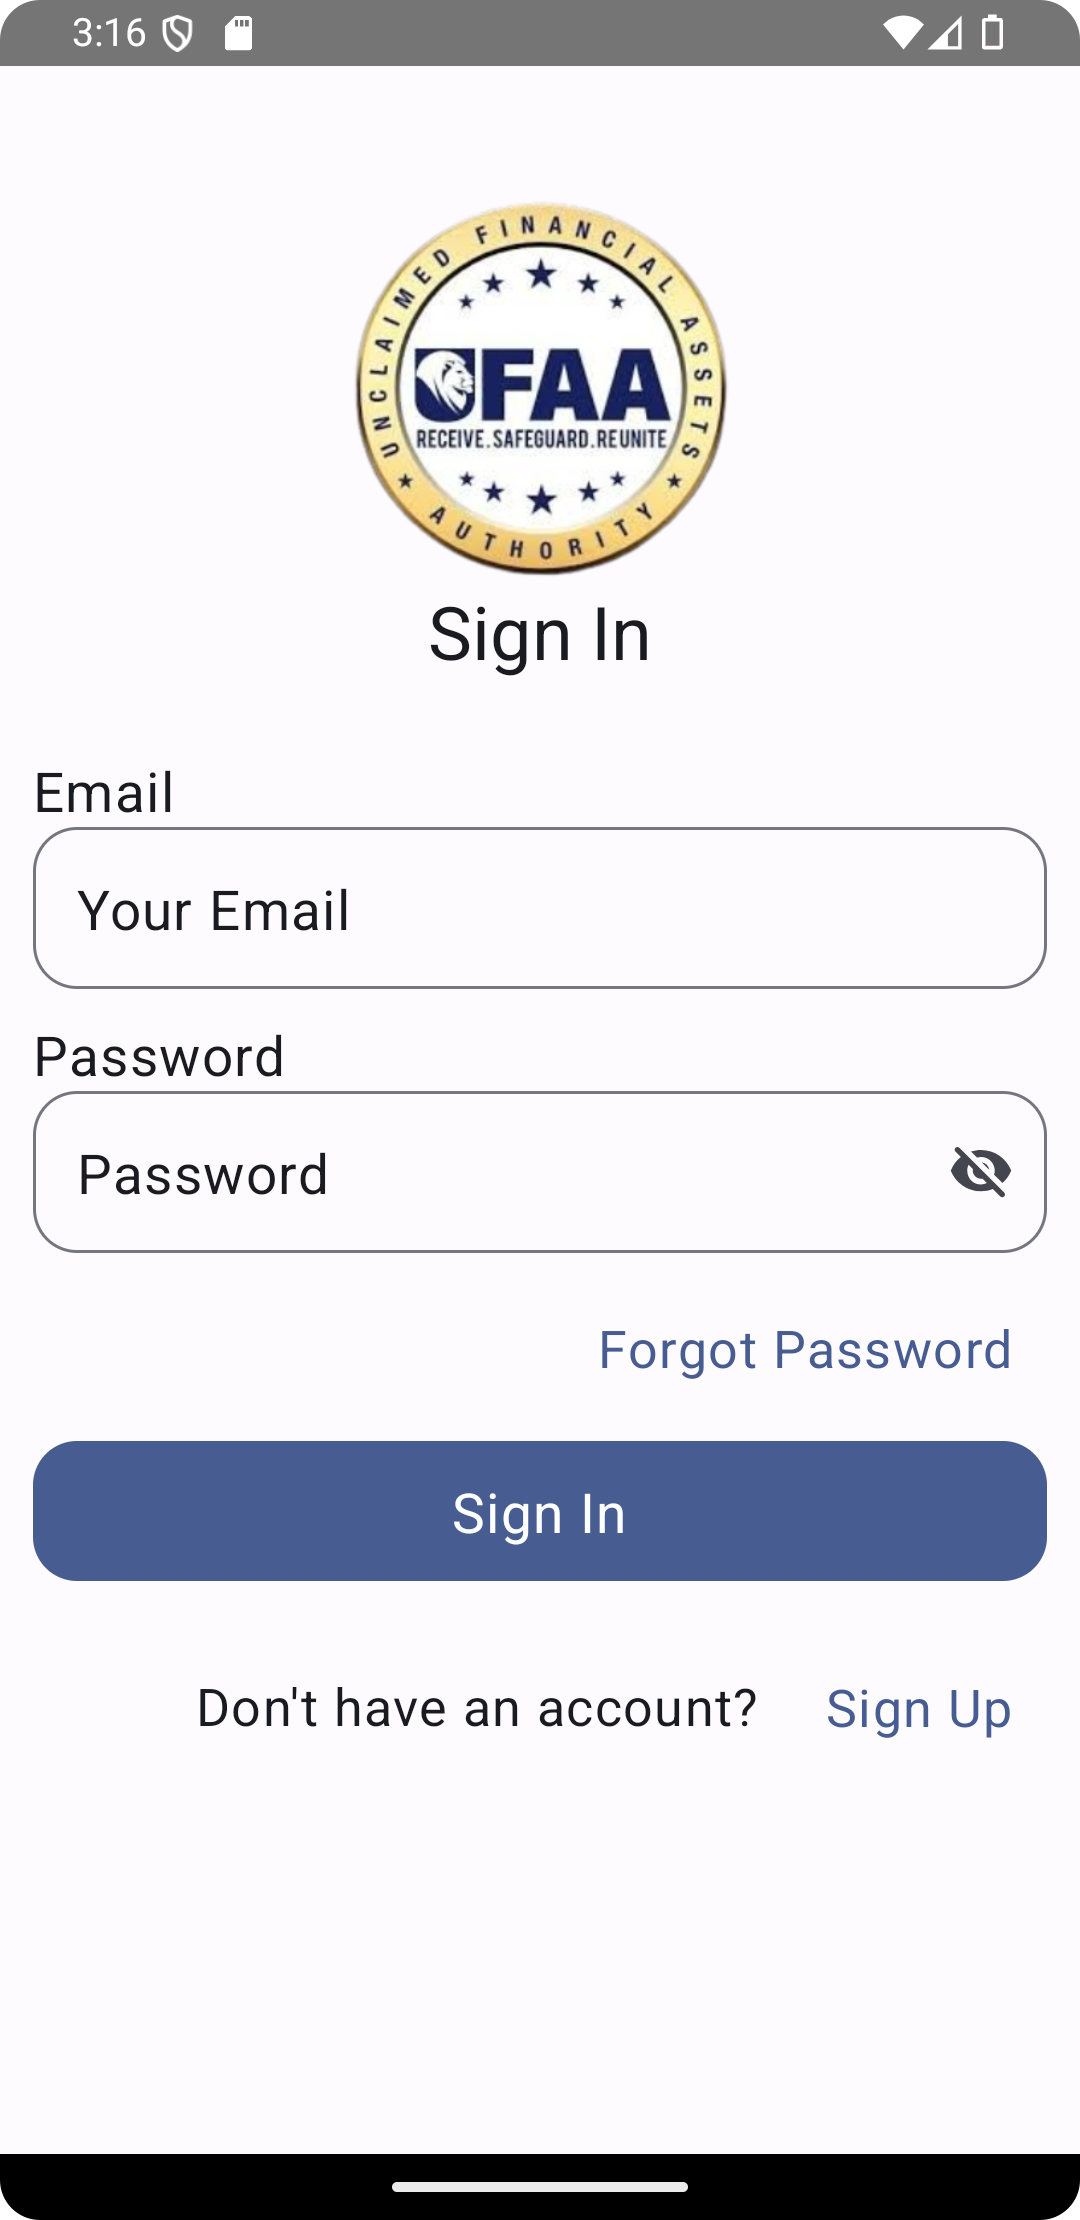 3:16
UNCLAIMED FINANCIAL ASSETS
UFAA
RECEIVE.SAFEGUARD.REUNITE
AUTHORITY
Sign In
Email
Your Email
Password
Password
Forgot Password
Sign In
Don't have an account? Sign Up